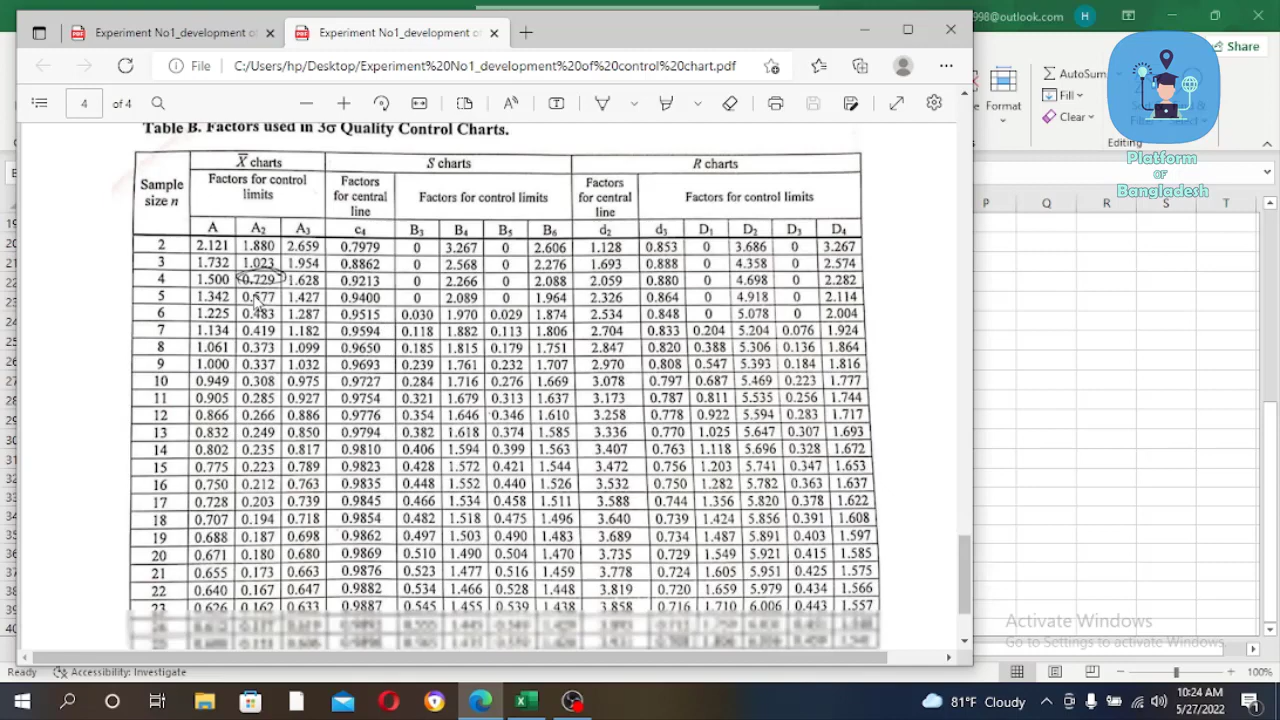 998@outlook.com H
Experiment No1_development of
Experiment No1_development of
File C:/Users/hp/Desktop/Experiment%20No1_development%20of%20control%20chart.pdf
4 of 4
Share
AutoSum
Fill
Clear
Format
Editing
Platform
OF
Bangladesh
Table B. Factors used in 3σ Quality Control Charts.
Sample size n X̅ charts S charts R charts
Factors for control limits Factors for central line Factors for control limits Factors for central line Factors for control limits
A A2 A3 c4 B3 B4 B5 B6 d2 d3 D1 D2 D3 D4
2 2.121 1.880 2.659 0.7979 0 3.267 0 2.606 1.128 0.853 0 3.686 0 3.267
3 1.732 1.023 1.954 0.8862 0 2.568 0 2.276 1.693 0.888 0 4.358 0 2.574
4 1.500 0.729 1.628 0.9213 0 2.266 0 2.088 2.059 0.880 0 4.698 0 2.282
5 1.342 0.577 1.427 0.9400 0 2.089 0 1.964 2.326 0.864 0 4.918 0 2.114
6 1.225 0.483 1.287 0.9515 0.030 1.970 0.029 1.874 2.534 0.848 0 5.078 0 2.004
7 1.134 0.419 1.182 0.9594 0.118 1.882 0.113 1.806 2.704 0.833 0.204 5.204 0.076 1.924
8 1.061 0.373 1.099 0.9650 0.185 1.815 0.179 1.751 2.847 0.820 0.388 5.306 0.136 1.864
9 1.000 0.337 1.032 0.9693 0.239 1.761 0.232 1.707 2.970 0.808 0.547 5.393 0.184 1.816
10 0.949 0.308 0.975 0.9727 0.284 1.716 0.276 1.669 3.078 0.797 0.687 5.469 0.223 1.777
11 0.905 0.285 0.927 0.9754 0.321 1.679 0.313 1.637 3.173 0.787 0.811 5.535 0.256 1.744
12 0.866 0.266 0.886 0.9776 0.354 1.646 0.346 1.610 3.258 0.778 0.922 5.594 0.283 1.717
13 0.832 0.249 0.850 0.9794 0.382 1.618 0.374 1.585 3.336 0.770 1.025 5.647 0.307 1.693
14 0.802 0.235 0.817 0.9810 0.406 1.594 0.399 1.563 3.407 0.763 1.118 5.696 0.328 1.672
15 0.775 0.223 0.789 0.9823 0.428 1.572 0.421 1.544 3.472 0.756 1.203 5.741 0.347 1.653
16 0.750 0.212 0.763 0.9835 0.448 1.552 0.440 1.526 3.532 0.750 1.282 5.782 0.363 1.637
17 0.728 0.203 0.739 0.9845 0.466 1.534 0.458 1.511 3.588 0.744 1.356 5.820 0.378 1.622
18 0.707 0.194 0.718 0.9854 0.482 1.518 0.475 1.496 3.640 0.739 1.424 5.856 0.391 1.608
19 0.688 0.187 0.698 0.9862 0.497 1.503 0.490 1.483 3.689 0.734 1.487 5.891 0.403 1.597
20 0.671 0.180 0.680 0.9869 0.510 1.490 0.504 1.470 3.735 0.729 1.549 5.921 0.415 1.585
21 0.655 0.173 0.663 0.9876 0.523 1.477 0.516 1.459 3.778 0.724 1.605 5.951 0.425 1.575
22 0.640 0.167 0.647 0.9882 0.534 1.466 0.528 1.448 3.819 0.720 1.659 5.979 0.434 1.566
23 0.626 0.162 0.633 0.9887 0.545 1.455 0.539 1.438 3.858 0.716 1.710 6.006 0.443 1.557
P Q R S T
19
20
21
22
23
24
25
26
27
28
29
30
31
32
33
34
35
36
37
38
39
40
Activate Windows
Go to Settings to activate Windows.
Ready Accessibility: Investigate 100%
81°F Cloudy
10:24 AM
5/27/2022